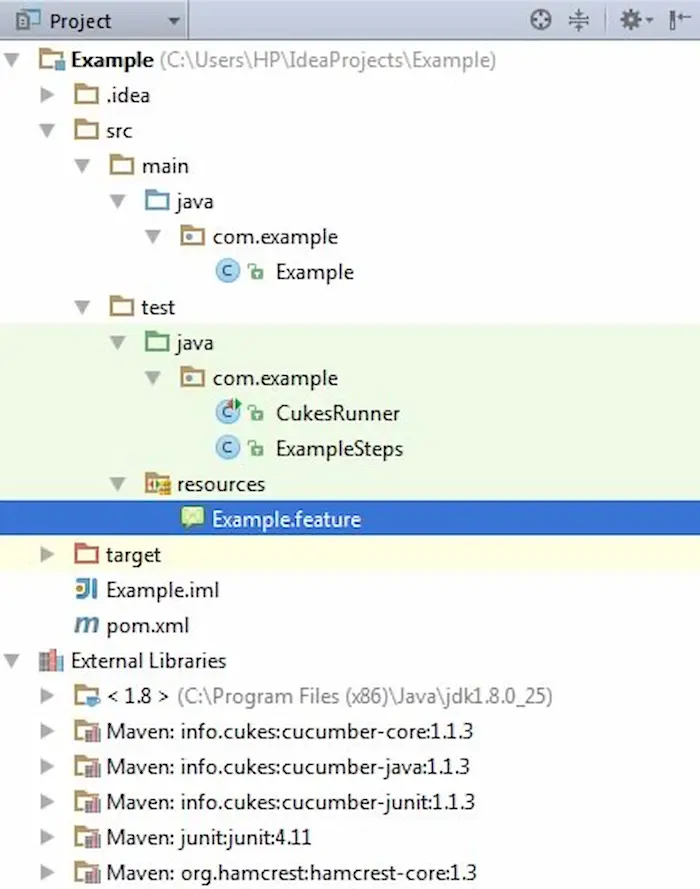 Project
Example (C:\Users\HP\IdeaProjects\Example)
.idea
src
main
java
com.example
Example
test
java
com.example
CukesRunner
ExampleSteps
resources
Example.feature
target
Example.iml
pom.xml
External Libraries
< 1.8 > (C:\Program Files (x86)\Java\jdk1.8.0_25)
Maven: info.cukes:cucumber-core:1.1.3
Maven: info.cukes:cucumber-java:1.1.3
Maven: info.cukes:cucumber-junit:1.1.3
Maven: junit:junit:4.11
Maven: org.hamcrest:hamcrest-core:1.3